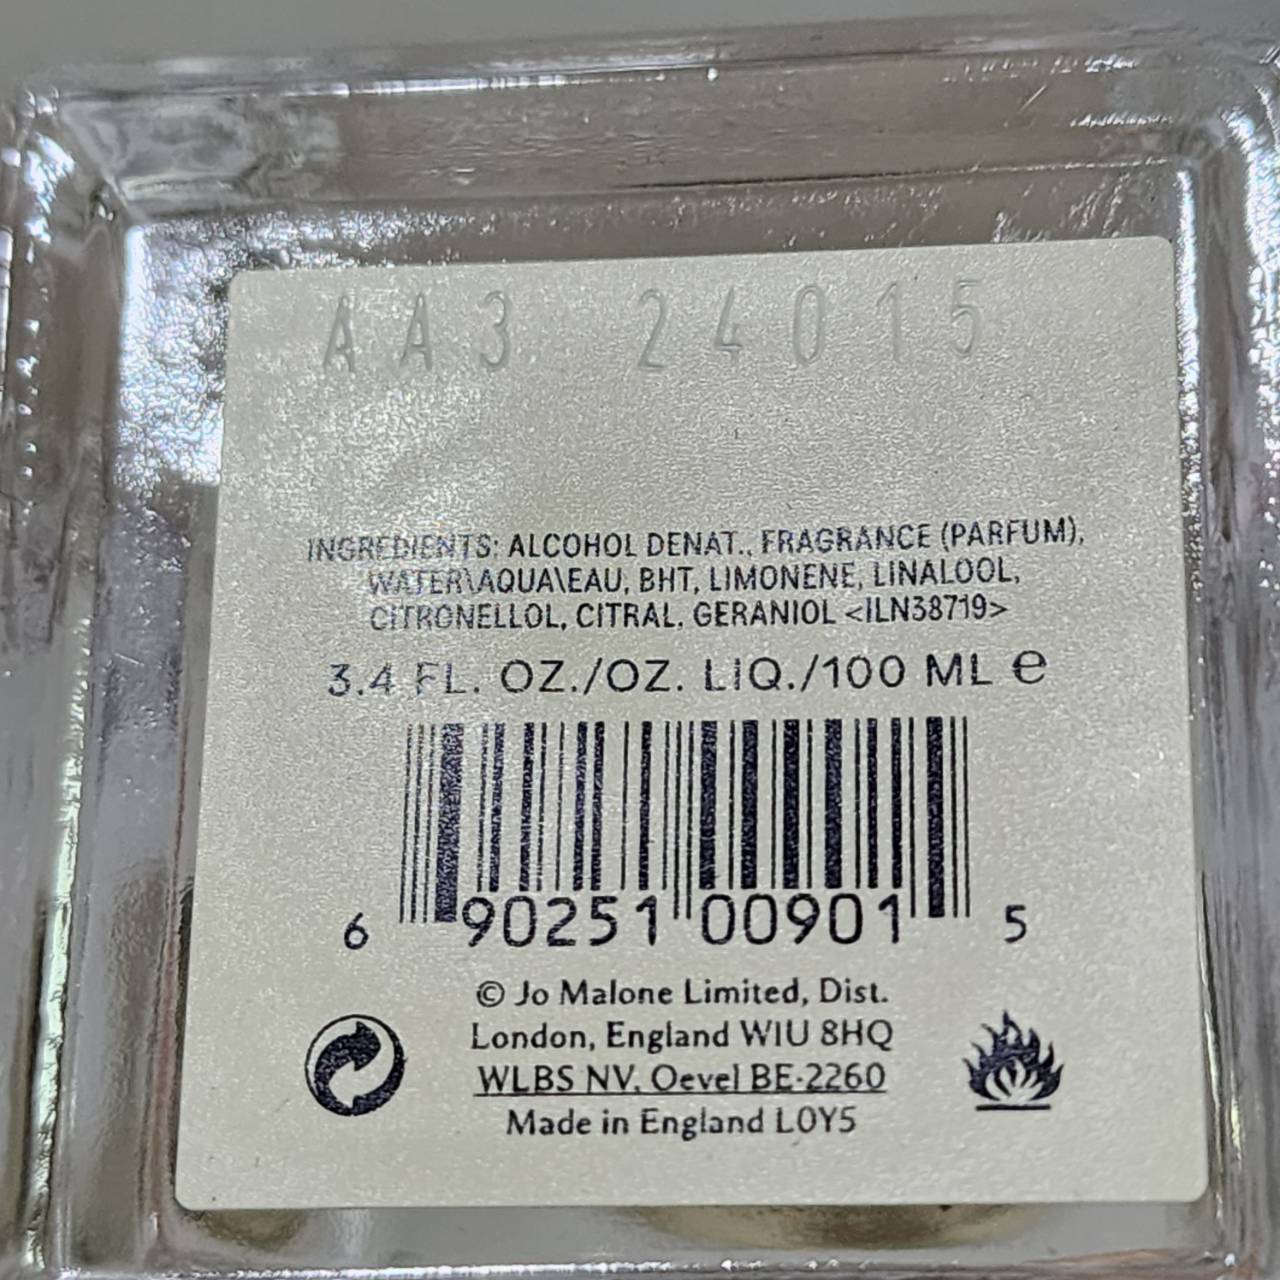 AA3 24015
INGREDIENTS: ALCOHOL DENAT., FRAGRANCE (PARFUM),
WATER\AQUA\EAU, BHT, LIMONENE, LINALOOL,
CITRONELLOL, CITRAL, GERANIOL <ILN38719>
3.4 FL. OZ./OZ. LIQ./100 ML ℮
6 90251 00901 5
© Jo Malone Limited, Dist.
London, England W1U 8HQ
WLBS NV, Oevel BE-2260
Made in England L0Y5